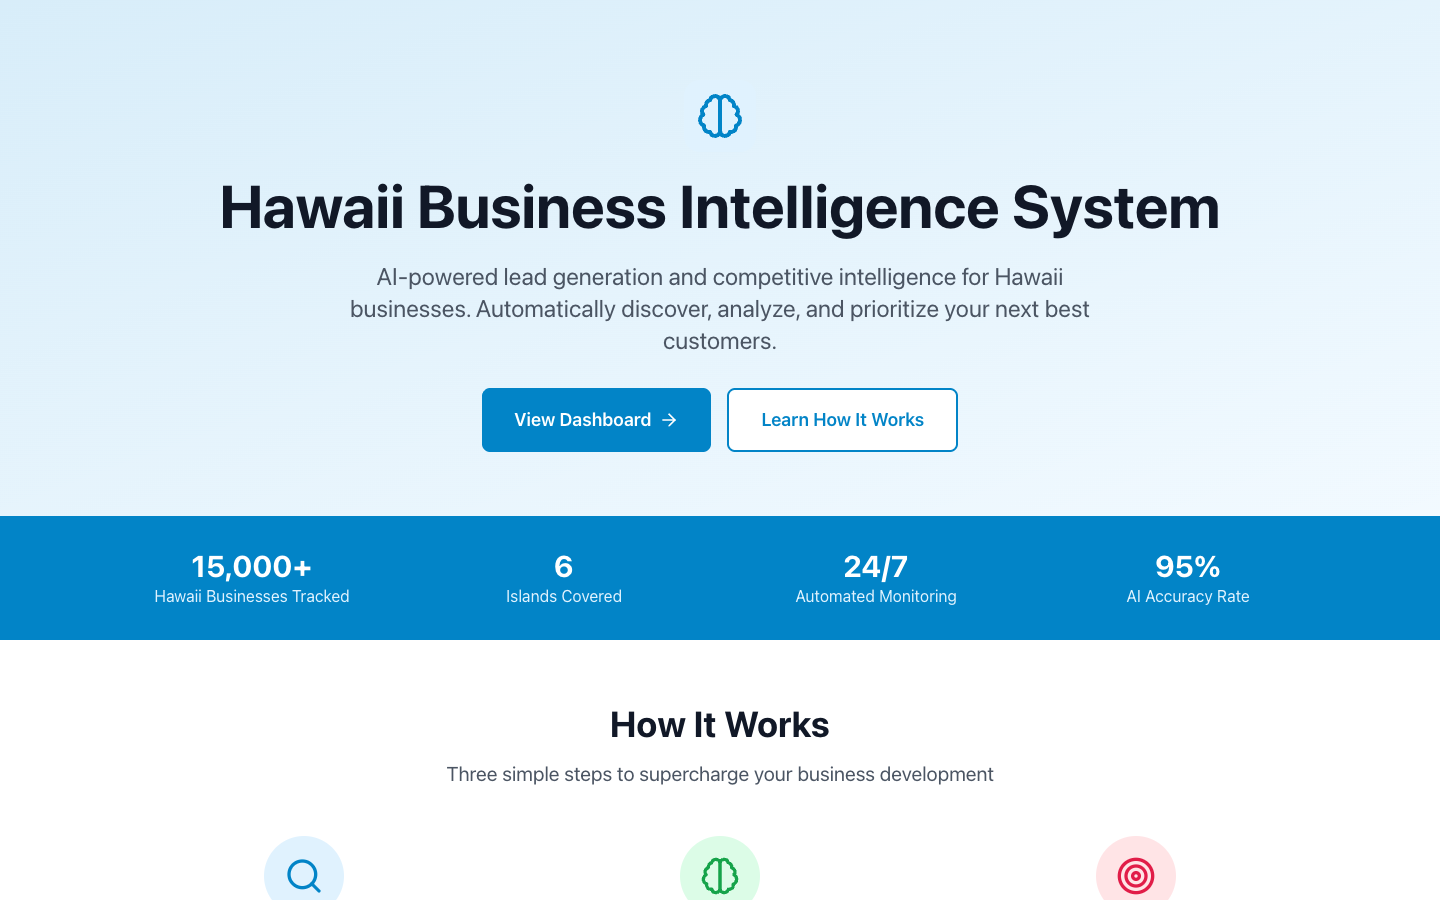 Hawaii Business Intelligence System
AI-powered lead generation and competitive intelligence for Hawaii
businesses. Automatically discover, analyze, and prioritize your next best
customers.
View Dashboard →
Learn How It Works
15,000+
Hawaii Businesses Tracked
6
Islands Covered
24/7
Automated Monitoring
95%
AI Accuracy Rate
How It Works
Three simple steps to supercharge your business development